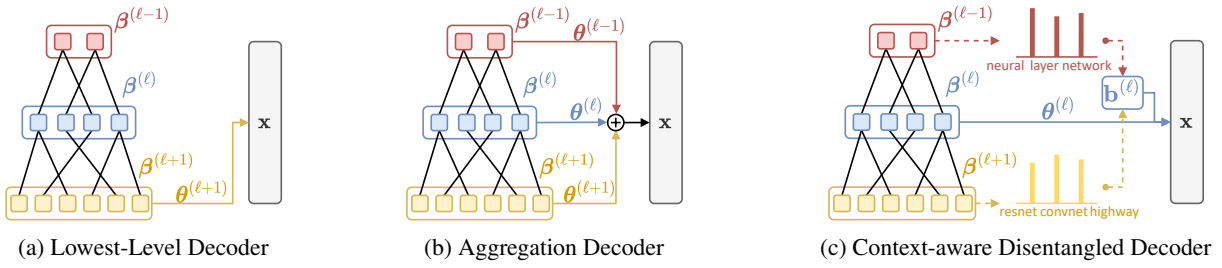 β^(ℓ-1)
β^(ℓ)
x
β^(ℓ+1)
θ^(ℓ+1)
(a) Lowest-Level Decoder
β^(ℓ-1)
θ^(ℓ-1)
β^(ℓ)
θ^(ℓ)
x
β^(ℓ+1)
θ^(ℓ+1)
(b) Aggregation Decoder
β^(ℓ-1)
neural layer network
β^(ℓ)
b^(ℓ)
θ^(ℓ)
x
β^(ℓ+1)
resnet convnet highway
(c) Context-aware Disentangled Decoder